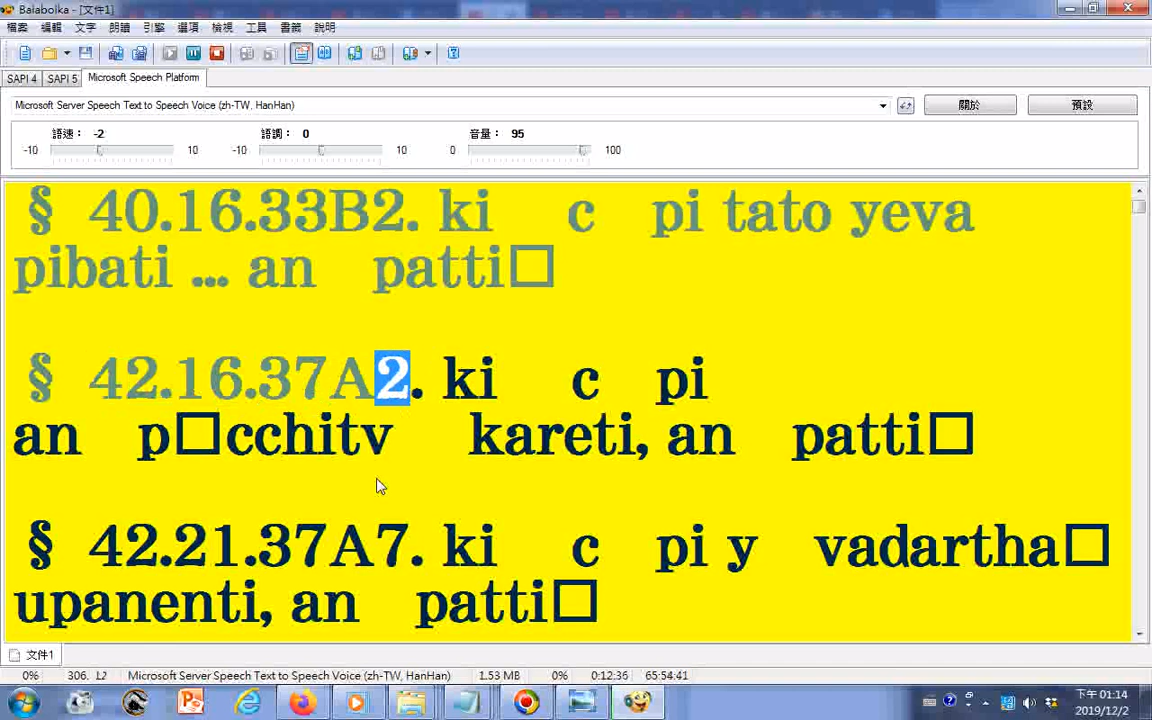 Balabolka - [文件1]
檔案 編輯 文字 朗讀 引擎 選項 檢視 工具 書籤 說明
SAPI 4 SAPI 5 Microsoft Speech Platform
Microsoft Server Speech Text to Speech Voice (zh-TW, HanHan) 關於 預設
語速： -2 語調： 0 音量： 95
-10 10 -10 10 0 100
§ 40.16.33B2. ki c pi tato yeva
pibati ... an patti□
§ 42.16.37A2. ki c pi
an p□cchitv kareti, an patti□
§ 42.21.37A7. ki c pi y vadartha□
upanenti, an patti□
文件1
0% 306. L2 Microsoft Server Speech Text to Speech Voice (zh-TW, HanHan) 1.53 MB 0% 0:12:36 65:54:41
下午 01:14
2019/12/2